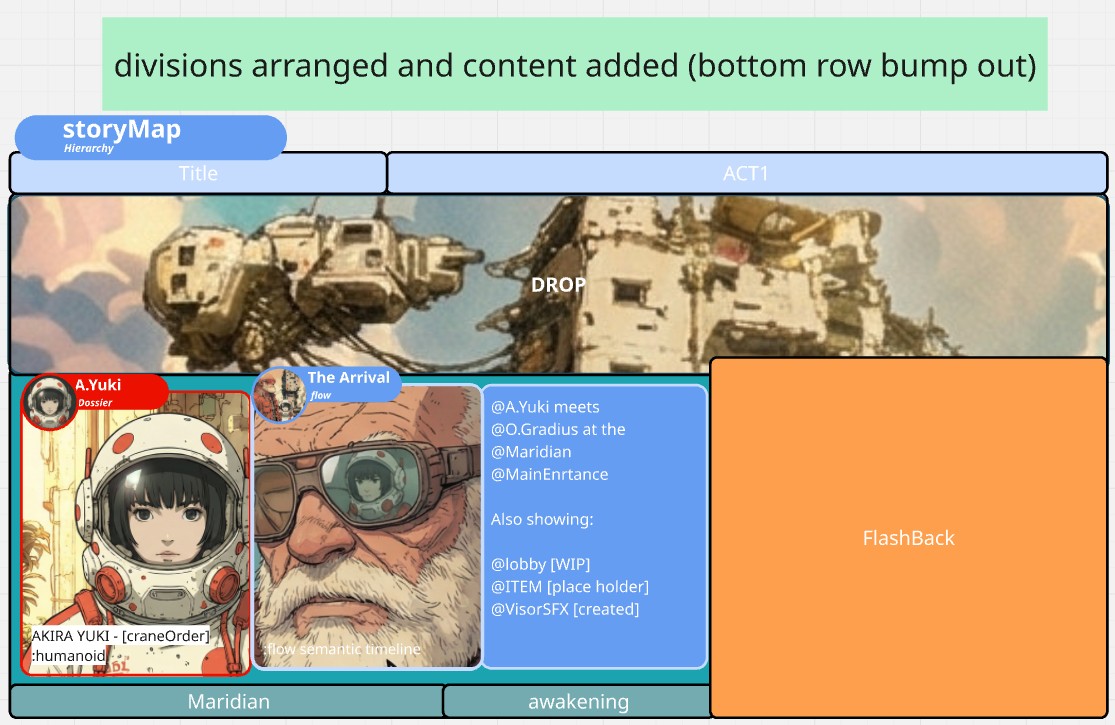 divisions arranged and content added (bottom row bump out)
storyMap
Hierarchy
Title
ACT1
DROP
A.Yuki
Dossier
The Arrival
flow
@A.Yuki meets
@O.Gradius at the
@Maridian
@MainEnrtance
Also showing:
@lobby [WIP]
@ITEM [place holder]
@VisorSFX [created]
FlashBack
AKIRA YUKI - [craneOrder]
:humanoid
:flow semantic timeline
Maridian
awakening